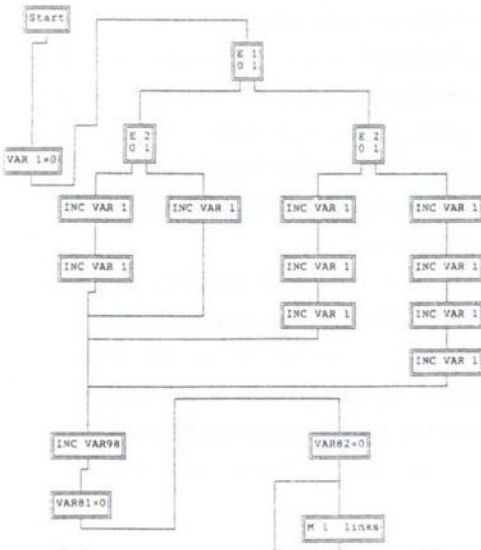 Start
E 1
0 1
E 2
0 1
E 2
0 1
VAR 1=0
INC VAR 1
INC VAR 1
INC VAR 1
INC VAR 1
INC VAR 1
INC VAR 1
INC VAR 1
INC VAR 1
INC VAR 1
INC VAR 1
INC VAR98
VAR82=0
VAR81=0
M 1 links